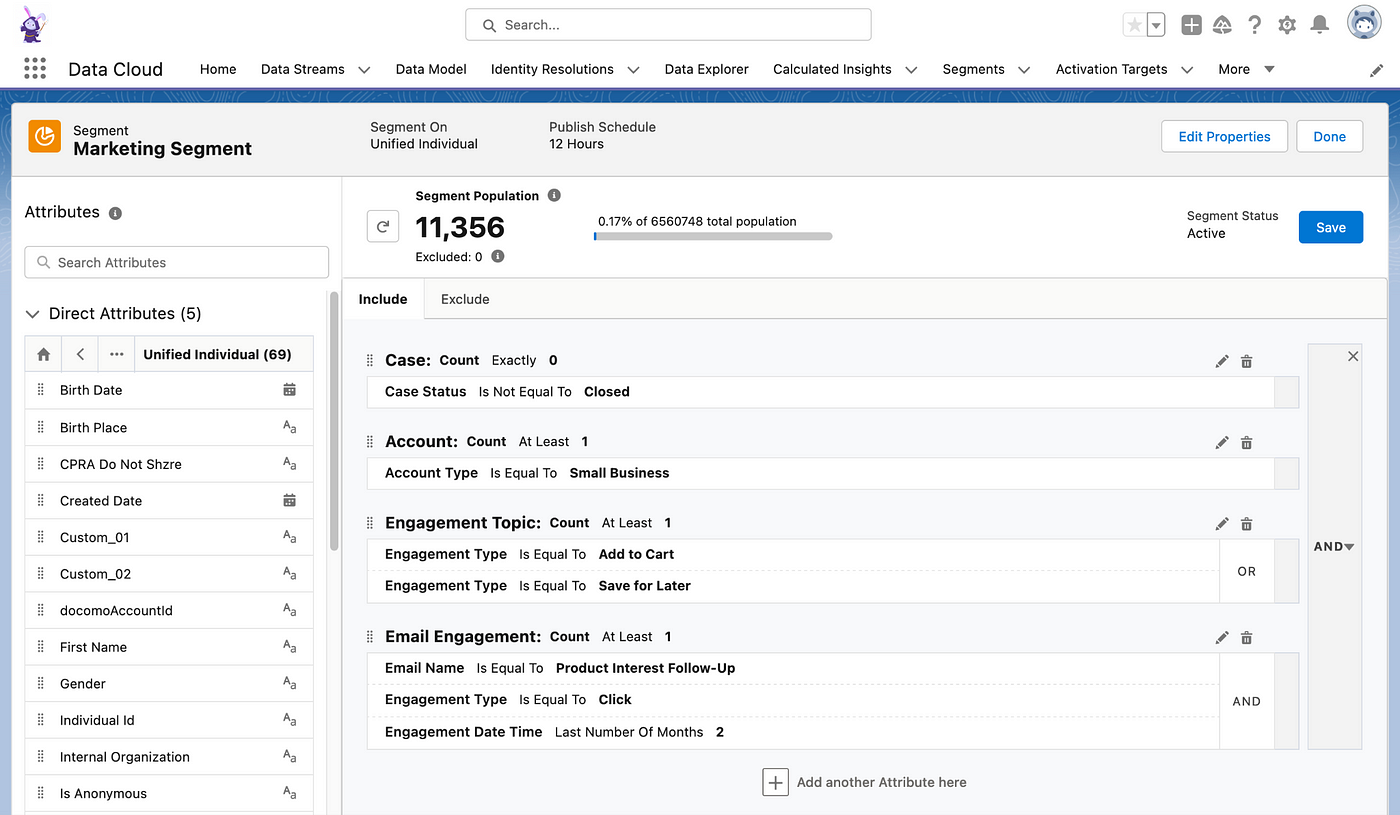 Search...
Data Cloud
Home
Data Streams
Data Model
Identity Resolutions
Data Explorer
Calculated Insights
Segments
Activation Targets
More
Segment
Marketing Segment
Segment On
Unified Individual
Publish Schedule
12 Hours
Edit Properties
Done
Attributes
Search Attributes
Direct Attributes (5)
Unified Individual (69)
Birth Date
Birth Place
CPRA Do Not Shzre
Created Date
Custom_01
Custom_02
docomoAccountId
First Name
Gender
Individual Id
Internal Organization
Is Anonymous
Segment Population
11,356
Excluded: 0
0.17% of 6560748 total population
Segment Status
Active
Save
Include
Exclude
Case: Count Exactly 0
Case Status Is Not Equal To Closed
Account: Count At Least 1
Account Type Is Equal To Small Business
Engagement Topic: Count At Least 1
Engagement Type Is Equal To Add to Cart
Engagement Type Is Equal To Save for Later
OR
Email Engagement: Count At Least 1
Email Name Is Equal To Product Interest Follow-Up
Engagement Type Is Equal To Click
Engagement Date Time Last Number Of Months 2
AND
AND
Add another Attribute here